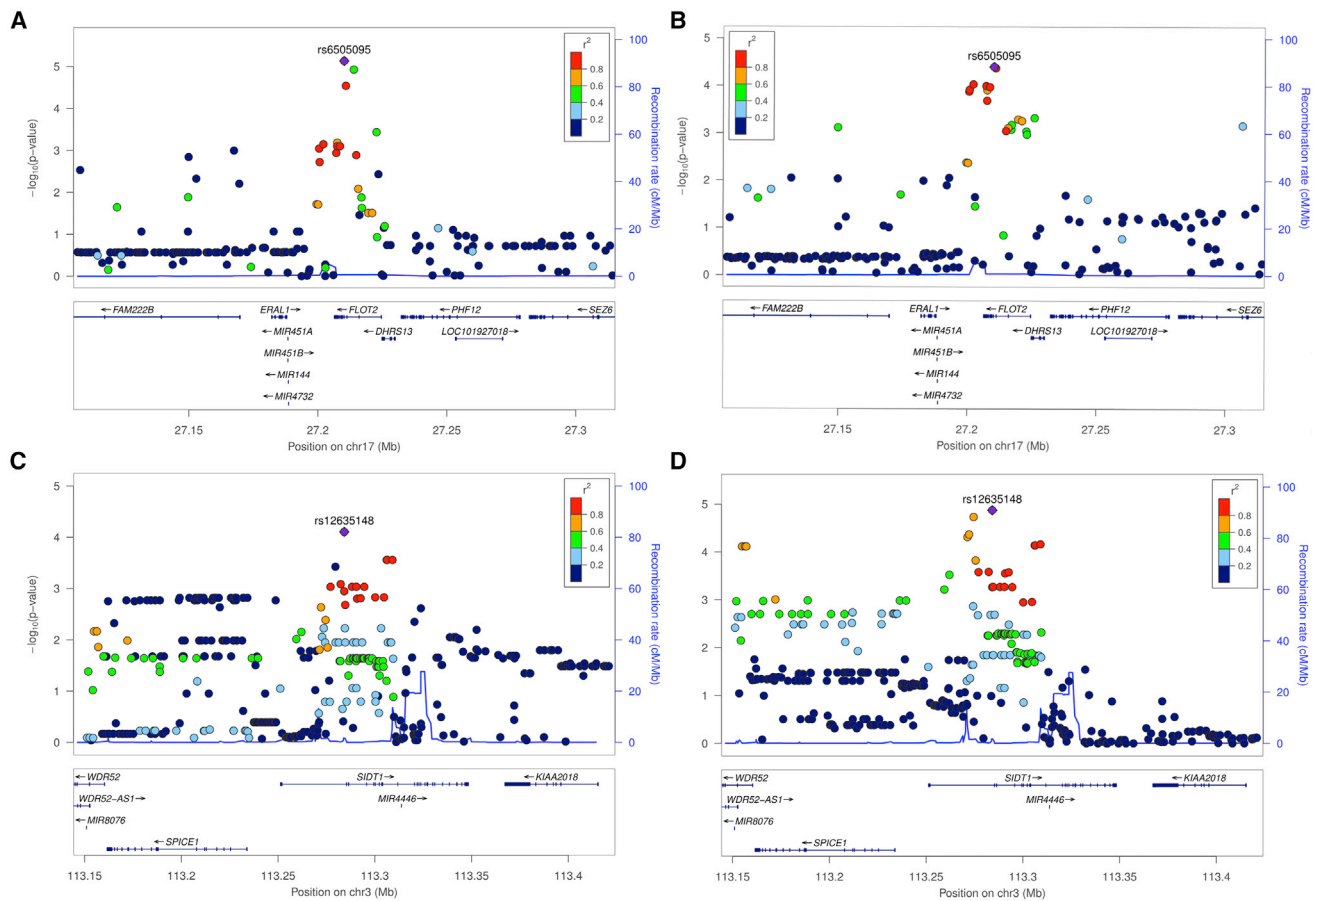 A
rs6505095
r2
0.8
0.6
0.4
0.2
−log10(p−value)
5
4
3
2
1
0
Recombination rate (cM/Mb)
100
80
60
40
20
0
←FAM222B
ERAL1→
←FLOT2
←PHF12
←SEZ6
←MIR451A
←DHRS13
LOC101927018→
MIR451B→
←MIR144
←MIR4732
27.15
27.2
27.25
27.3
Position on chr17 (Mb)
B
rs6505095
r2
0.8
0.6
0.4
0.2
−log10(p−value)
5
4
3
2
1
0
Recombination rate (cM/Mb)
100
80
60
40
20
0
←FAM222B
ERAL1→
←FLOT2
←PHF12
←SEZ6
←MIR451A
←DHRS13
LOC101927018→
MIR451B→
←MIR144
←MIR4732
27.15
27.2
27.25
27.3
Position on chr17 (Mb)
C
rs12635148
r2
0.8
0.6
0.4
0.2
−log10(p−value)
5
4
3
2
1
0
Recombination rate (cM/Mb)
100
80
60
40
20
0
←WDR52
SIDT1→
←KIAA2018
WDR52−AS1→
MIR4446→
←MIR8076
←SPICE1
113.15
113.2
113.25
113.3
113.35
113.4
Position on chr3 (Mb)
D
rs12635148
r2
0.8
0.6
0.4
0.2
−log10(p−value)
5
4
3
2
1
0
Recombination rate (cM/Mb)
100
80
60
40
20
0
←WDR52
SIDT1→
←KIAA2018
WDR52−AS1→
MIR4446→
←MIR8076
←SPICE1
113.15
113.2
113.25
113.3
113.35
113.4
Position on chr3 (Mb)